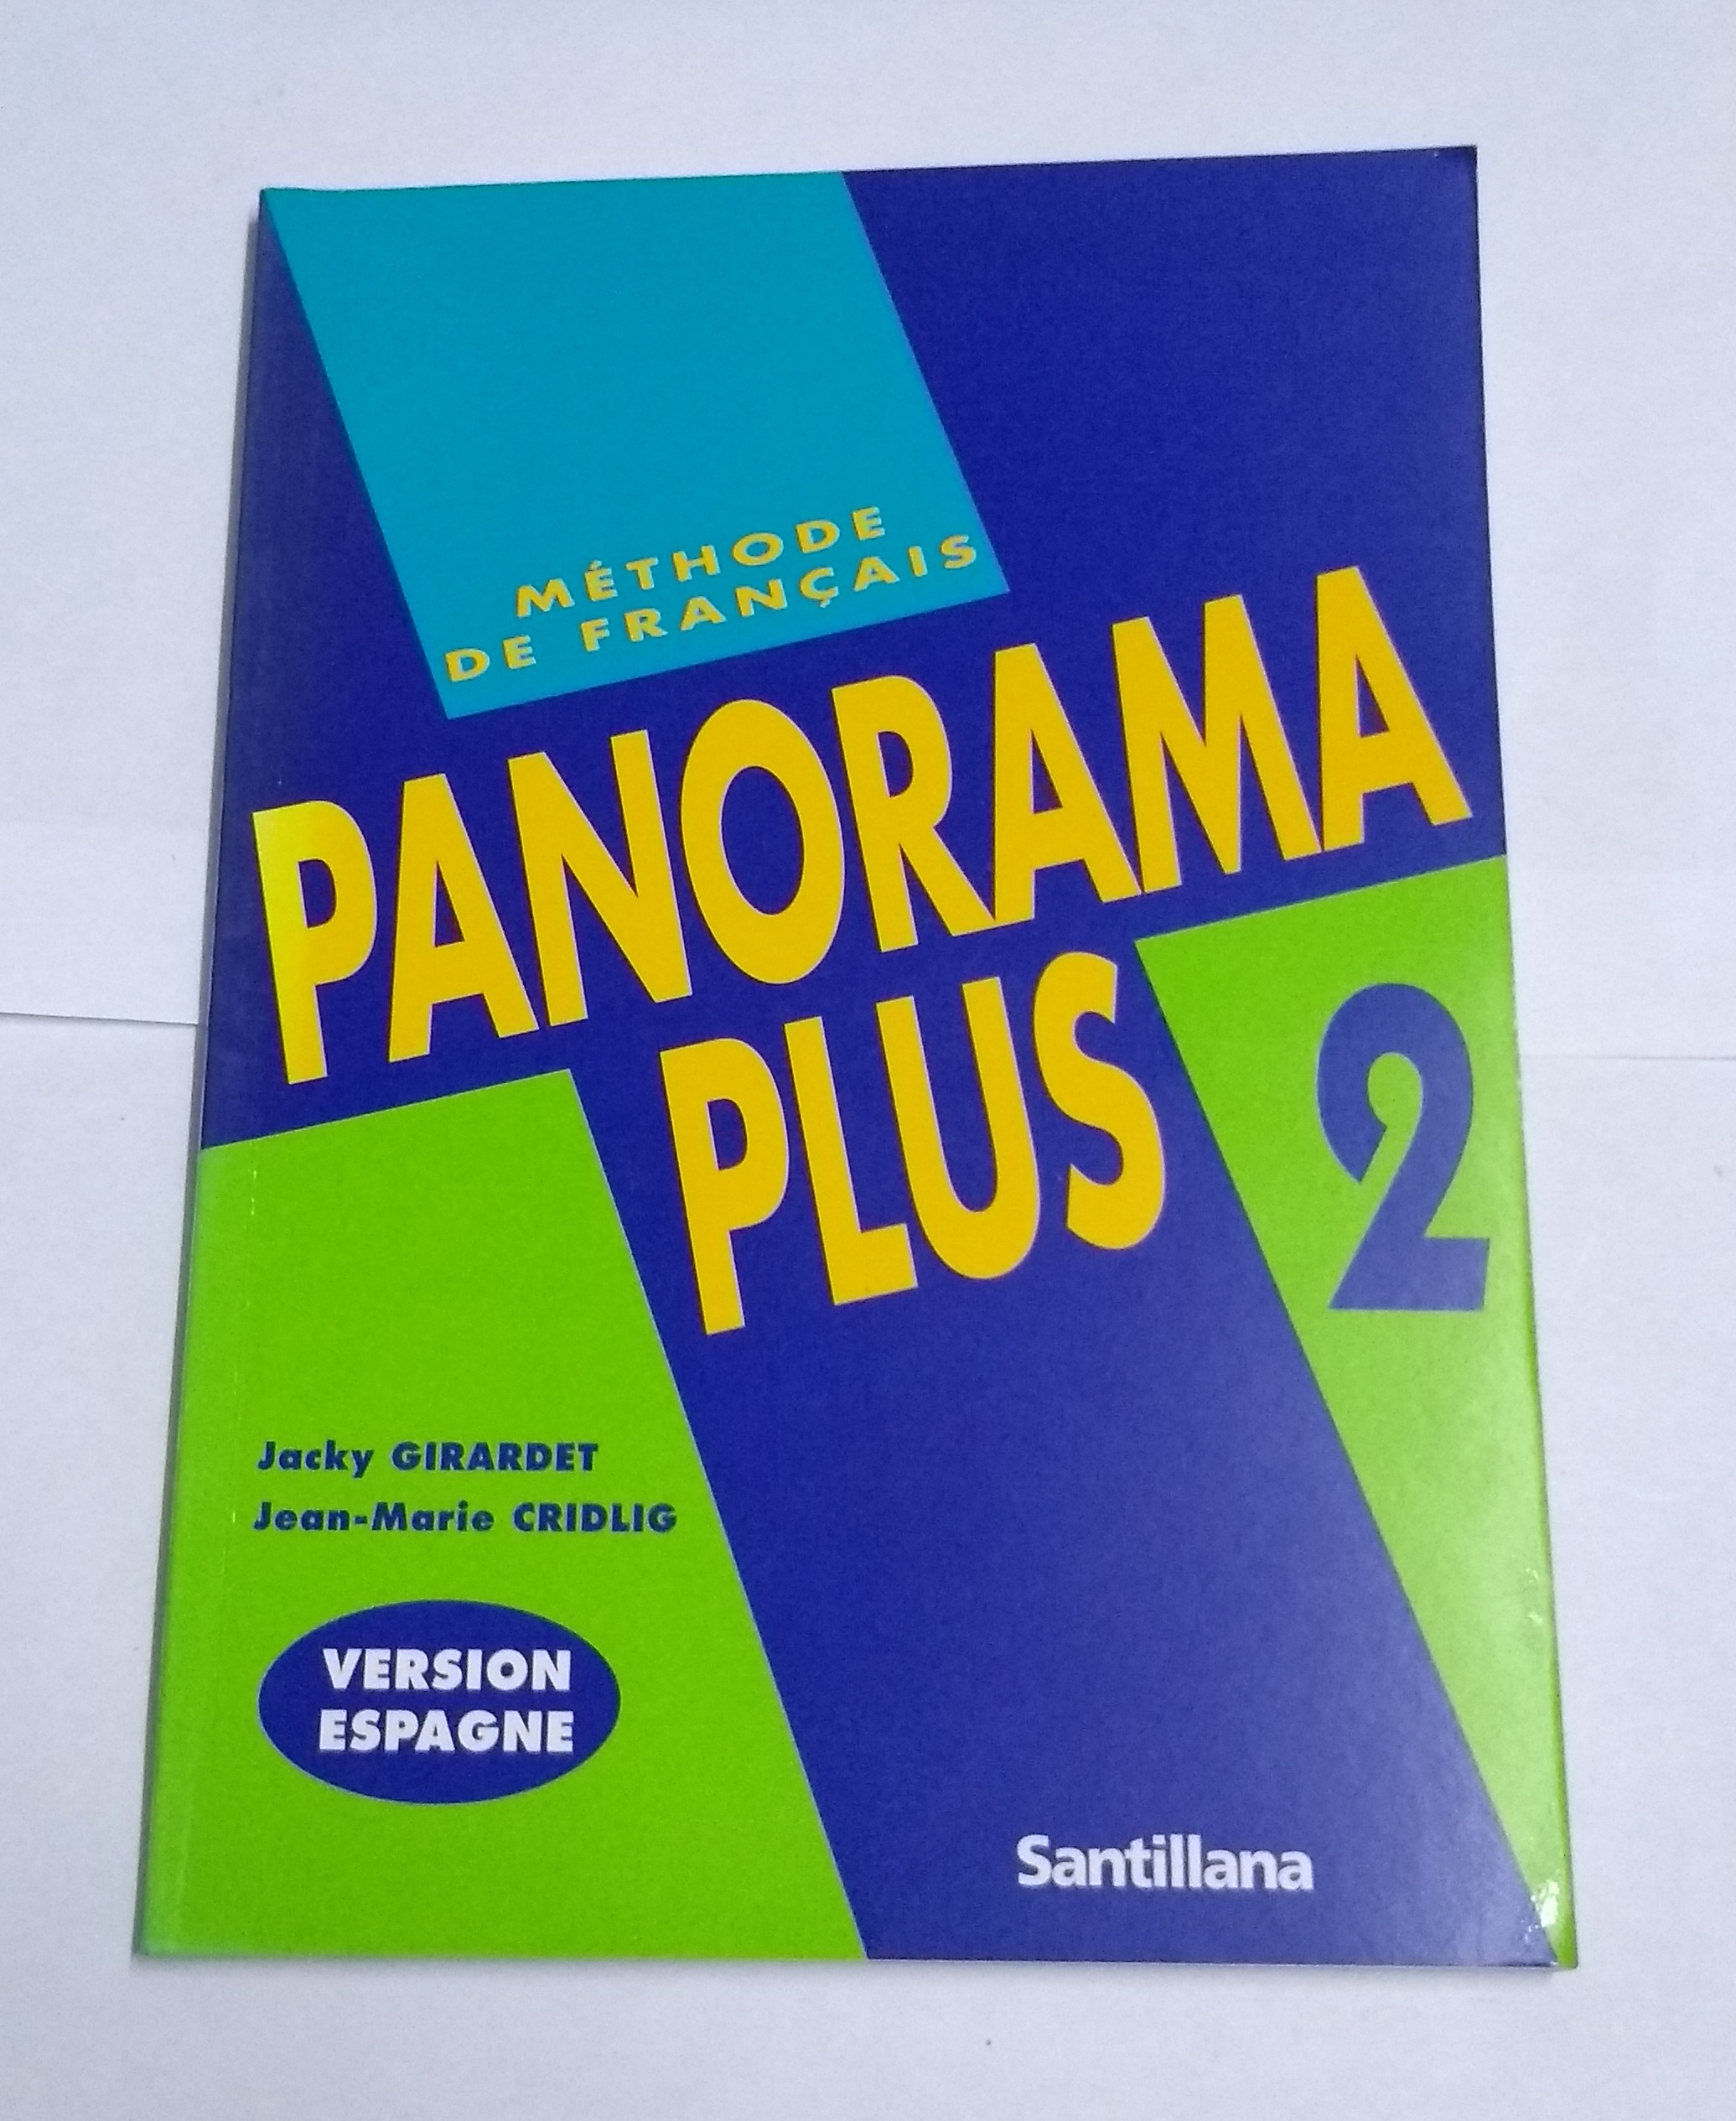 MÉTHODE
DE FRANÇAIS
PANORAMA
PLUS
2
Jacky GIRARDET
Jean-Marie CRIDLIG
VERSION
ESPAGNE
Santillana